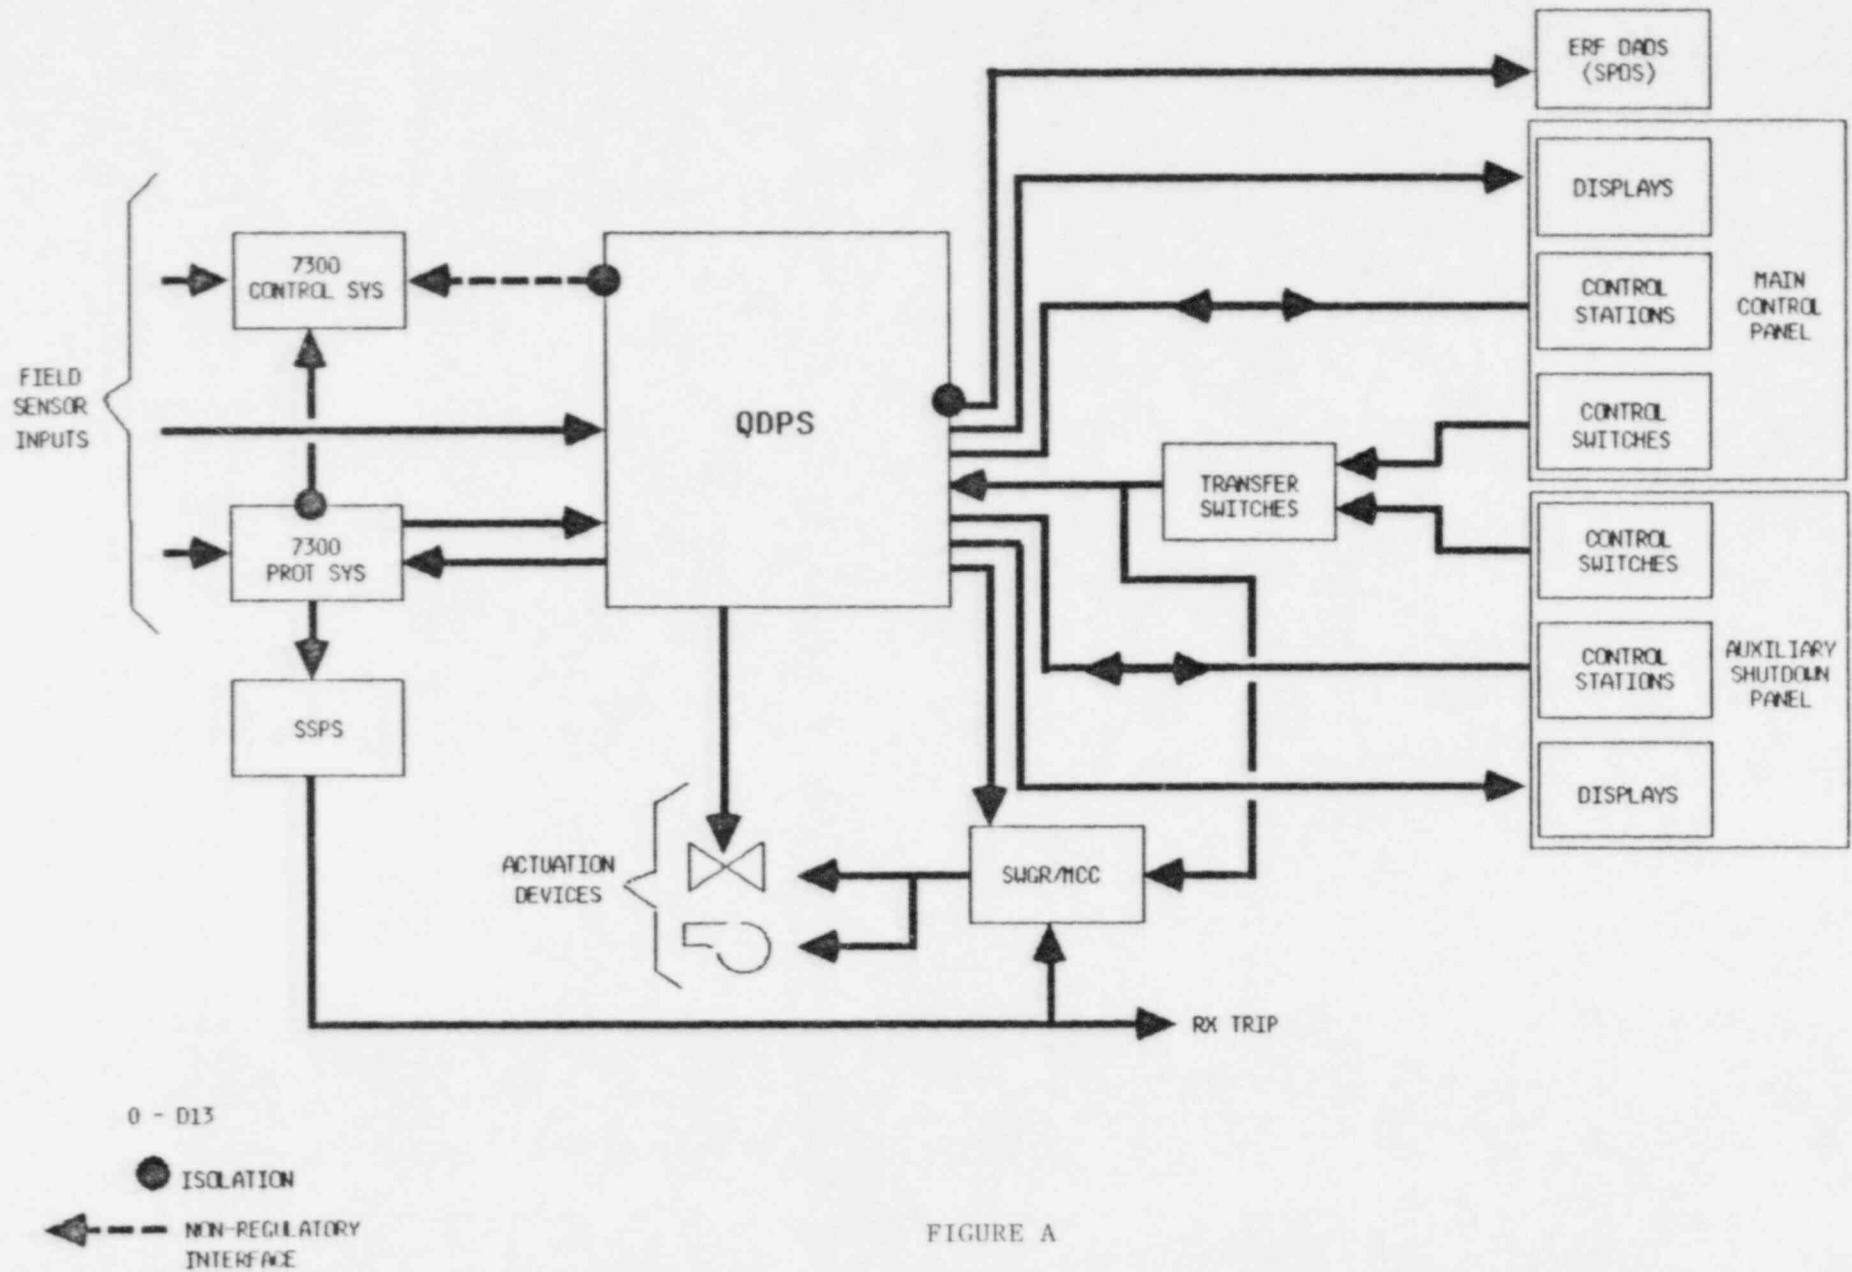 ERF DADS
(SPDS)
DISPLAYS
7300
CONTROL SYS
CONTROL
STATIONS
MAIN
CONTROL
PANEL
FIELD
SENSOR
INPUTS
QDPS
CONTROL
SWITCHES
TRANSFER
SWITCHES
7300
PROT SYS
CONTROL
SWITCHES
CONTROL
STATIONS
AUXILIARY
SHUTDOWN
PANEL
SSPS
DISPLAYS
ACTUATION
DEVICES
SWGR/MCC
RX TRIP
0 - D13
ISOLATION
NON-REGULATORY
INTERFACE
FIGURE A